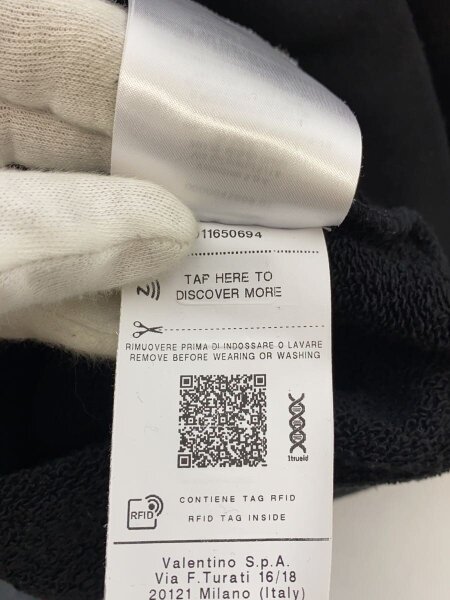 11650694
TAP HERE TO
DISCOVER MORE
RIMUOVERE PRIMA DI INDOSSARE O LAVARE
REMOVE BEFORE WEARING OR WASHING
1trueid
CONTIENE TAG RFID
RFID
RFID TAG INSIDE
Valentino S.p.A.
Via F.Turati 16/18
20121 Milano (Italy)